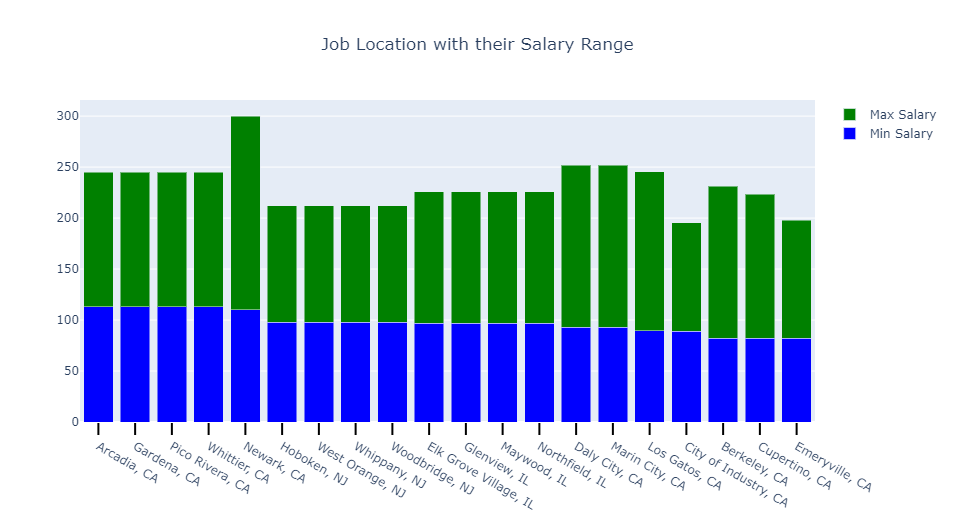 Job Location with their Salary Range
Max Salary
Min Salary
300
250
200
150
100
50
0
Arcadia, CA
Gardena, CA
Pico Rivera, CA
Whittier, CA
Newark, CA
Hoboken, NJ
West Orange, NJ
Whippany, NJ
Woodbridge, NJ
Elk Grove Village, IL
Glenview, IL
Maywood, IL
Northfield, IL
Daly City, CA
Marin City, CA
Los Gatos, CA
City of Industry, CA
Berkeley, CA
Cupertino, CA
Emeryville, CA